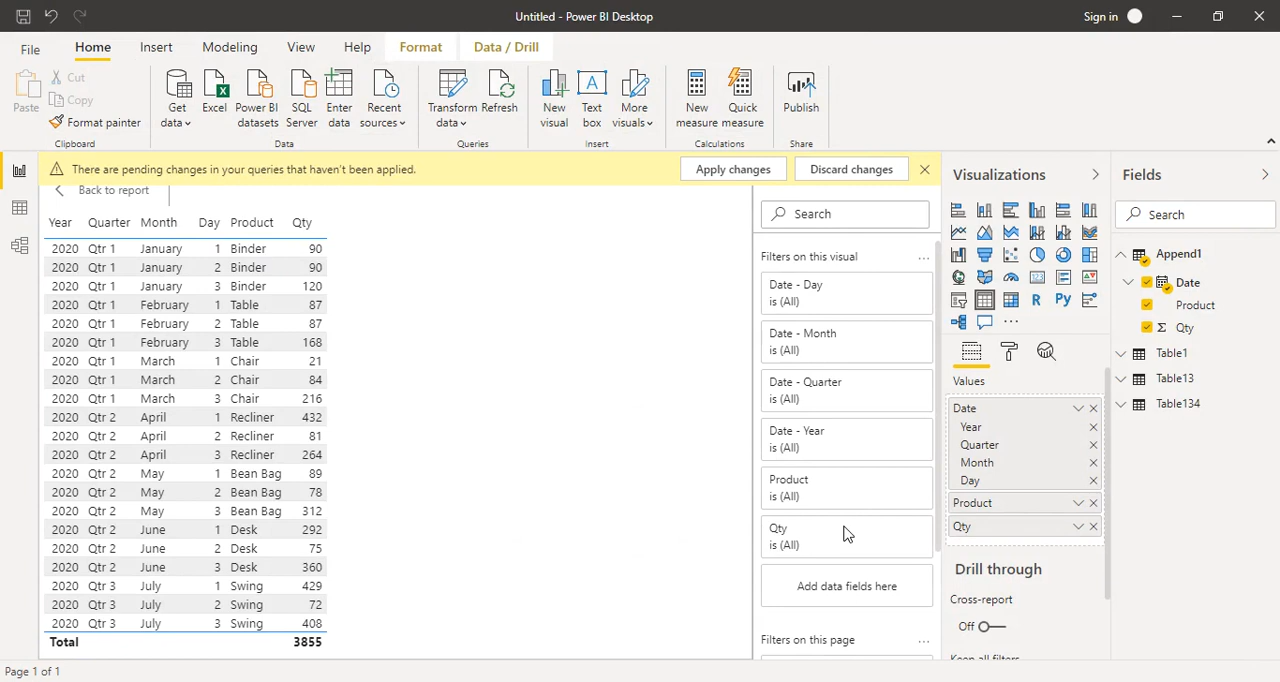 Untitled - Power BI Desktop
Sign in
File
Home
Insert
Modeling
View
Help
Format
Data / Drill
Paste
Cut
Copy
Format painter
Clipboard
Get data
Excel
Power BI datasets
SQL Server
Enter data
Recent sources
Data
Transform data
Refresh
Queries
New visual
Text box
More visuals
Insert
New measure
Quick measure
Calculations
Publish
Share
There are pending changes in your queries that haven't been applied.
Apply changes
Discard changes
Back to report
Year Quarter Month Day Product Qty
2020 Qtr 1 January 1 Binder 90
2020 Qtr 1 January 2 Binder 90
2020 Qtr 1 January 3 Binder 120
2020 Qtr 1 February 1 Table 87
2020 Qtr 1 February 2 Table 87
2020 Qtr 1 February 3 Table 168
2020 Qtr 1 March 1 Chair 21
2020 Qtr 1 March 2 Chair 84
2020 Qtr 1 March 3 Chair 216
2020 Qtr 2 April 1 Recliner 432
2020 Qtr 2 April 2 Recliner 81
2020 Qtr 2 April 3 Recliner 264
2020 Qtr 2 May 1 Bean Bag 89
2020 Qtr 2 May 2 Bean Bag 78
2020 Qtr 2 May 3 Bean Bag 312
2020 Qtr 2 June 1 Desk 292
2020 Qtr 2 June 2 Desk 75
2020 Qtr 2 June 3 Desk 360
2020 Qtr 3 July 1 Swing 429
2020 Qtr 3 July 2 Swing 72
2020 Qtr 3 July 3 Swing 408
Total 3855
Search
Filters on this visual
Date - Day
is (All)
Date - Month
is (All)
Date - Quarter
is (All)
Date - Year
is (All)
Product
is (All)
Qty
is (All)
Add data fields here
Filters on this page
Visualizations
R
Py
Values
Date
Year
Quarter
Month
Day
Product
Qty
Drill through
Cross-report
Off
Keep all filters
Fields
Search
Append1
Date
Product
Σ Qty
Table1
Table13
Table134
Page 1 of 1